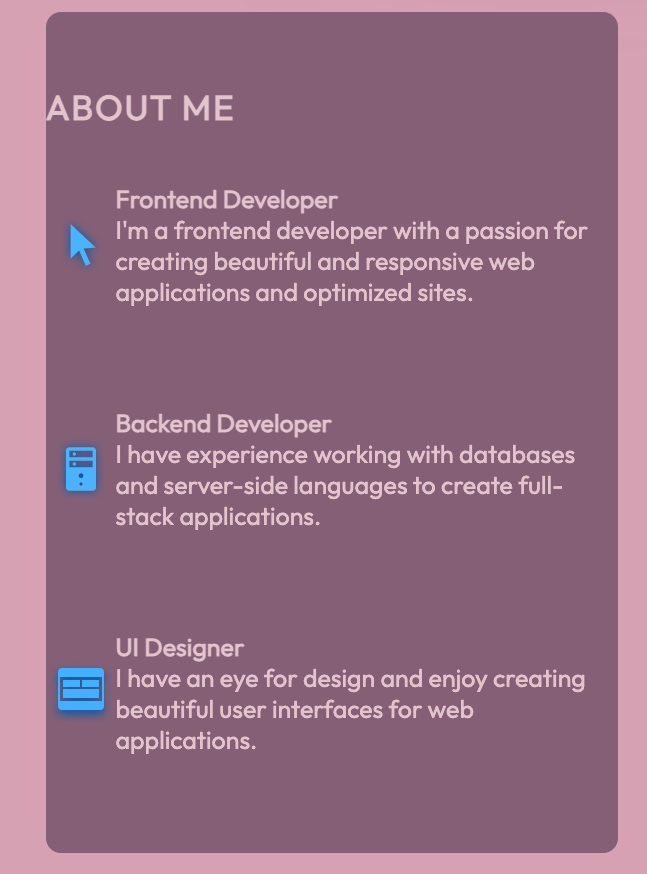 ABOUT ME
Frontend Developer
I'm a frontend developer with a passion for
creating beautiful and responsive web
applications and optimized sites.
Backend Developer
I have experience working with databases
and server-side languages to create full-
stack applications.
UI Designer
I have an eye for design and enjoy creating
beautiful user interfaces for web
applications.